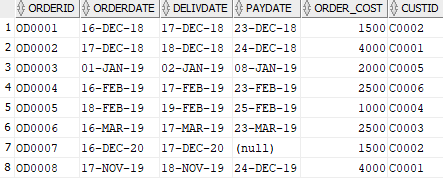 ORDERID ORDERDATE DELIVDATE PAYDATE ORDER_COST CUSTID
1 OD0001 16-DEC-18 17-DEC-18 23-DEC-18 1500 C0002
2 OD0002 17-DEC-18 18-DEC-18 24-DEC-18 4000 C0001
3 OD0003 01-JAN-19 02-JAN-19 08-JAN-19 2000 C0005
4 OD0004 16-FEB-19 17-FEB-19 23-FEB-19 2500 C0006
5 OD0005 18-FEB-19 19-FEB-19 25-FEB-19 1000 C0004
6 OD0006 16-MAR-19 17-MAR-19 23-MAR-19 2500 C0003
7 OD0007 16-DEC-20 17-DEC-20 (null) 1500 C0002
8 OD0008 17-NOV-19 18-NOV-19 24-DEC-19 4000 C0001